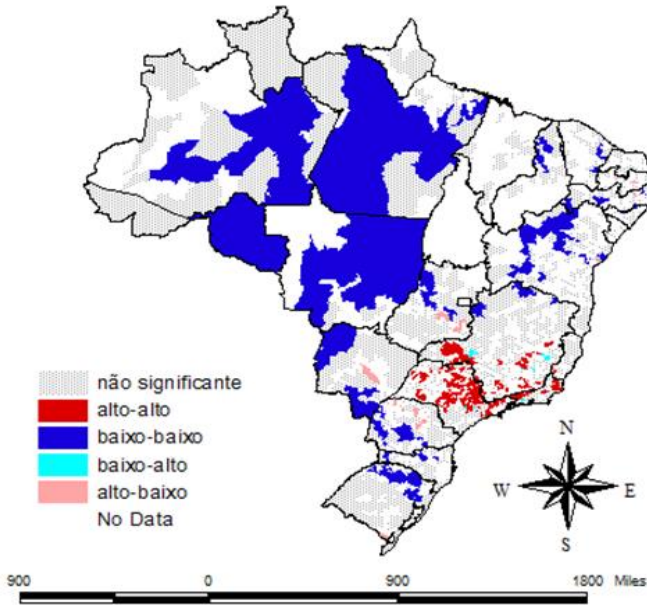 não significante
alto-alto
baixo-baixo
baixo-alto
alto-baixo
No Data
N
W E
S
900 0 900 1800 Miles